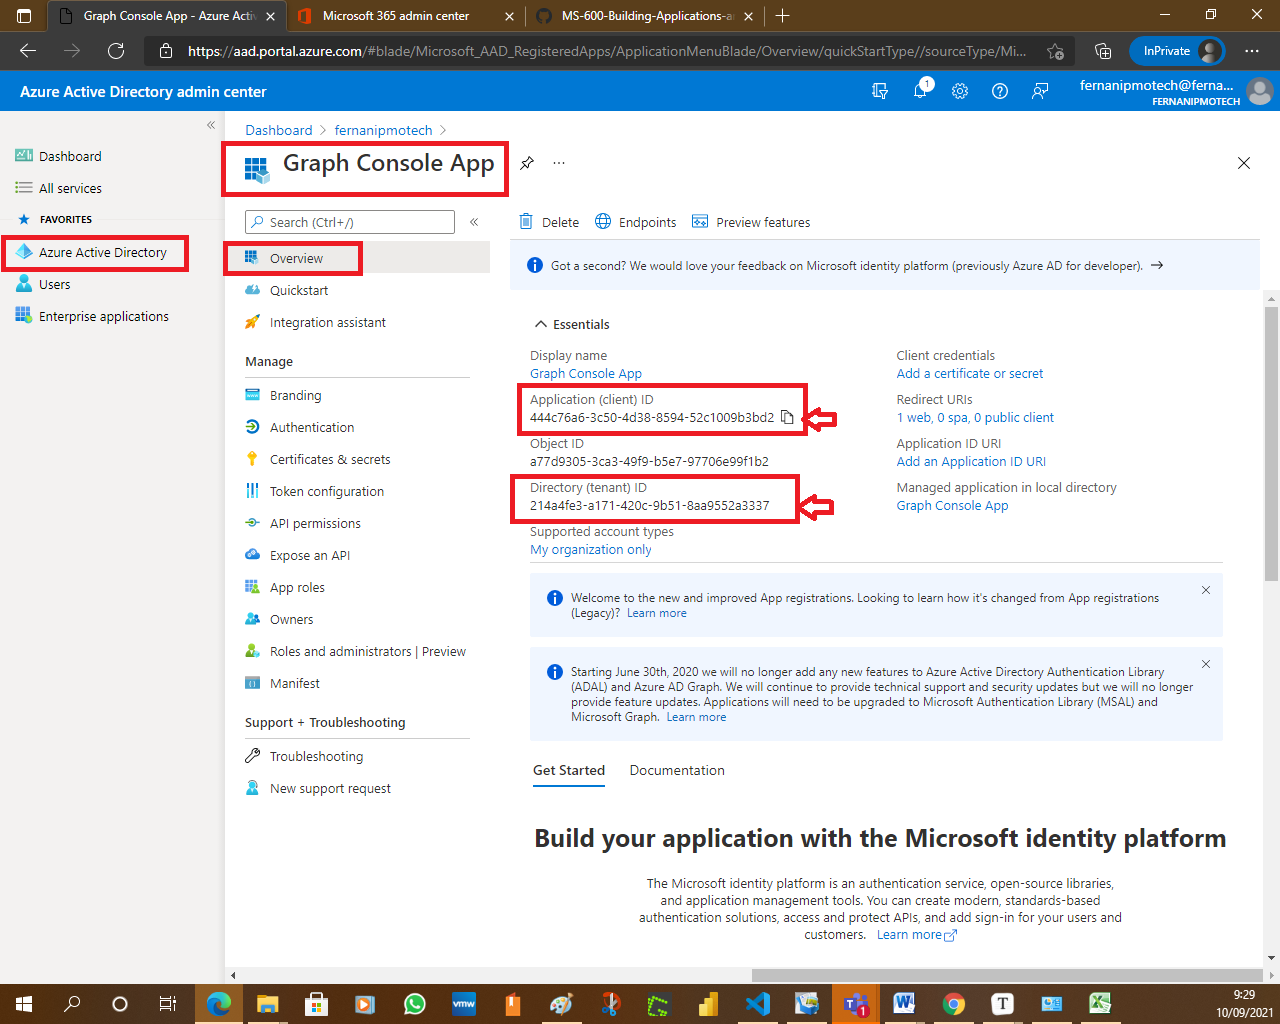 Graph Console App - Azure Activ
Microsoft 365 admin center
MS-600-Building-Applications-a
https://aad.portal.azure.com/#blade/Microsoft_AAD_RegisteredApps/ApplicationMenuBlade/Overview/quickStartType//sourceType/Mi...
InPrivate
Azure Active Directory admin center
1
fernanipmotech@ferna...
FERNANIPMOTECH
Dashboard
All services
FAVORITES
Azure Active Directory
Users
Enterprise applications
Dashboard > fernanipmotech >
Graph Console App
Search (Ctrl+/)
Overview
Quickstart
Integration assistant
Manage
Branding
Authentication
Certificates & secrets
Token configuration
API permissions
Expose an API
App roles
Owners
Roles and administrators | Preview
Manifest
Support + Troubleshooting
Troubleshooting
New support request
Delete
Endpoints
Preview features
Got a second? We would love your feedback on Microsoft identity platform (previously Azure AD for developer). →
Essentials
Display name
Graph Console App
Application (client) ID
444c76a6-3c50-4d38-8594-52c1009b3bd2
Object ID
a77d9305-3ca3-49f9-b5e7-97706e99f1b2
Directory (tenant) ID
214a4fe3-a171-420c-9b51-8aa9552a3337
Supported account types
My organization only
Client credentials
Add a certificate or secret
Redirect URIs
1 web, 0 spa, 0 public client
Application ID URI
Add an Application ID URI
Managed application in local directory
Graph Console App
Welcome to the new and improved App registrations. Looking to learn how it's changed from App registrations
(Legacy)? Learn more
Starting June 30th, 2020 we will no longer add any new features to Azure Active Directory Authentication Library
(ADAL) and Azure AD Graph. We will continue to provide technical support and security updates but we will no longer
provide feature updates. Applications will need to be upgraded to Microsoft Authentication Library (MSAL) and
Microsoft Graph. Learn more
Get Started
Documentation
Build your application with the Microsoft identity platform
The Microsoft identity platform is an authentication service, open-source libraries,
and application management tools. You can create modern, standards-based
authentication solutions, access and protect APIs, and add sign-in for your users and
customers. Learn more
vmw
1
9:29
10/09/2021